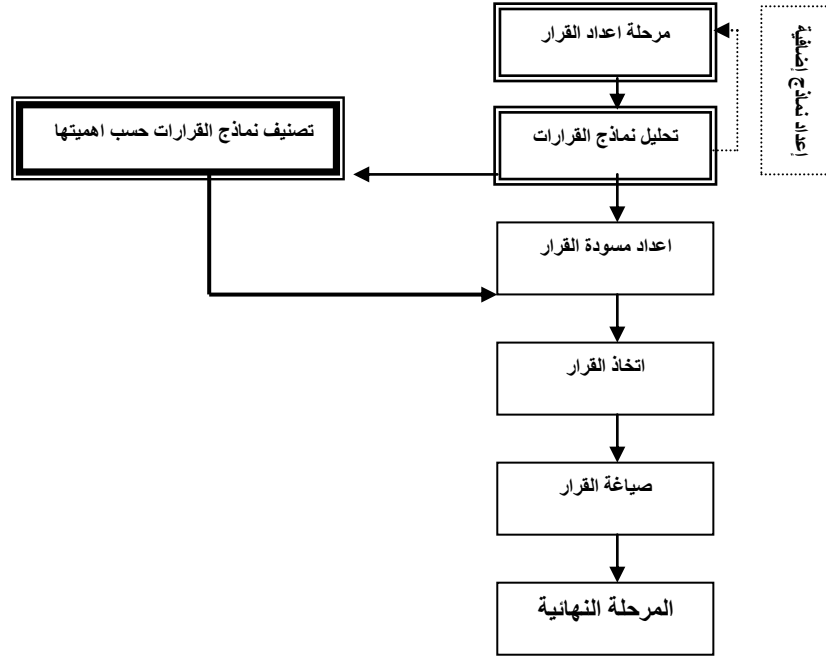 مرحلة اعداد القرار
إعداد نماذج إضافية
تحليل نماذج القرارات
تصنيف نماذج القرارات حسب اهميتها
اعداد مسودة القرار
اتخاذ القرار
صياغة القرار
المرحلة النهائية